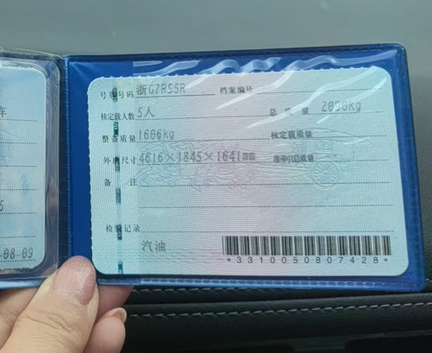 车
号牌号码 浙G7R55R 档案编号
核定载人数 5人 总质量
整备质量 1606kg 核定载质量
外廓尺寸 4616×1845×1641mm 准牵引总质量
备注
检验记录
汽油
*3310050807428*
-08-09